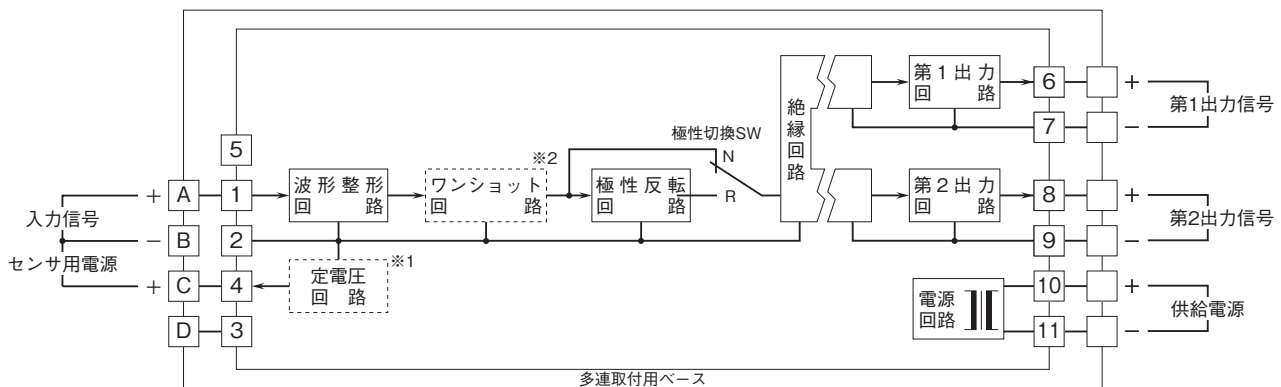 第1出力
回 路
6
+
第1出力信号
7
−
絶縁回路
極性切換SW
N
R
5
※2
波形整形
回 路
ワンショット
回 路
極性反転
回 路
第2出力
回 路
8
+
第2出力信号
9
−
+
A
1
入力信号
−
B
2
センサ用電源
+
C
4
定電圧
回 路
※1
D
3
電源
回路
10
+
供給電源
11
−
多連取付用ベース